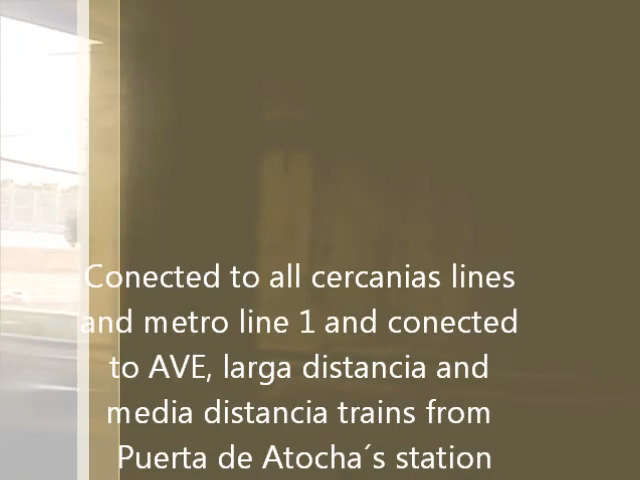 Conected to all cercanias lines
and metro line 1 and conected
to AVE, larga distancia and
media distancia trains from
Puerta de Atocha´s station